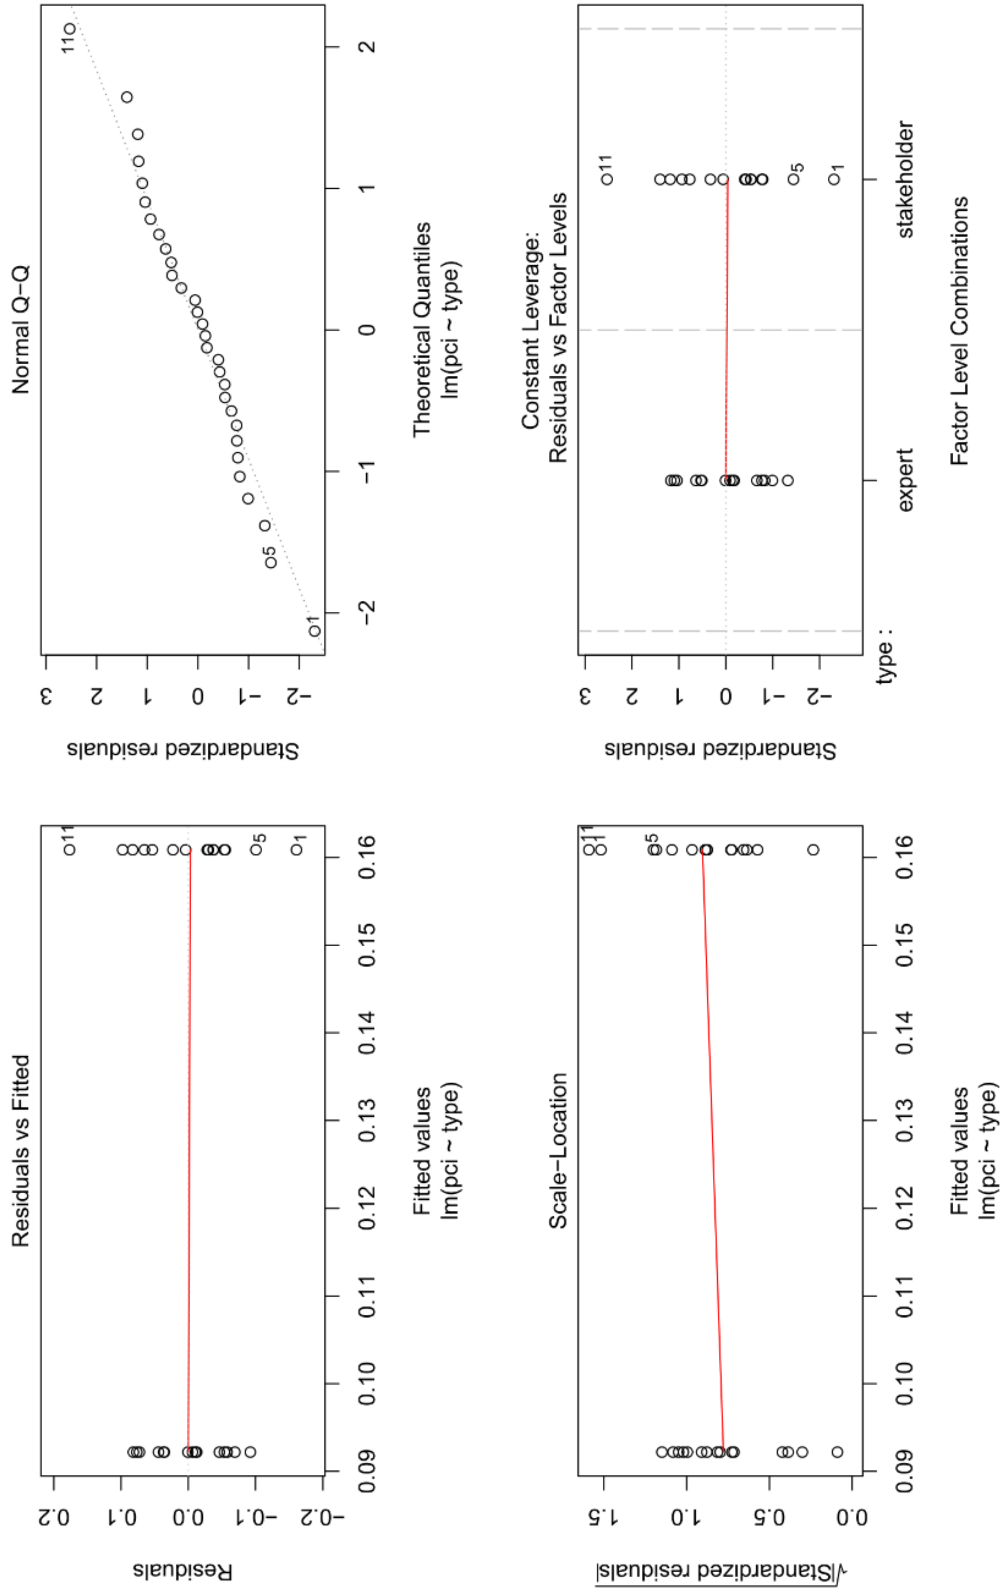 Residuals vs Fitted
Residuals
0.2
0.1
0.0
−0.1
−0.2
11
5
1
0.09
0.10
0.11
0.12
0.13
0.14
0.15
0.16
Fitted values
lm(pci ~ type)
Normal Q−Q
Standardized residuals
3
2
1
0
−1
−2
11
5
1
−2
−1
0
1
2
Theoretical Quantiles
lm(pci ~ type)
Scale−Location
√|Standardized residuals|
1.5
1.0
0.5
0.0
11
1
5
0.09
0.10
0.11
0.12
0.13
0.14
0.15
0.16
Fitted values
lm(pci ~ type)
Constant Leverage:
Residuals vs Factor Levels
Standardized residuals
3
2
1
0
−1
−2
11
5
1
type :
expert
stakeholder
Factor Level Combinations